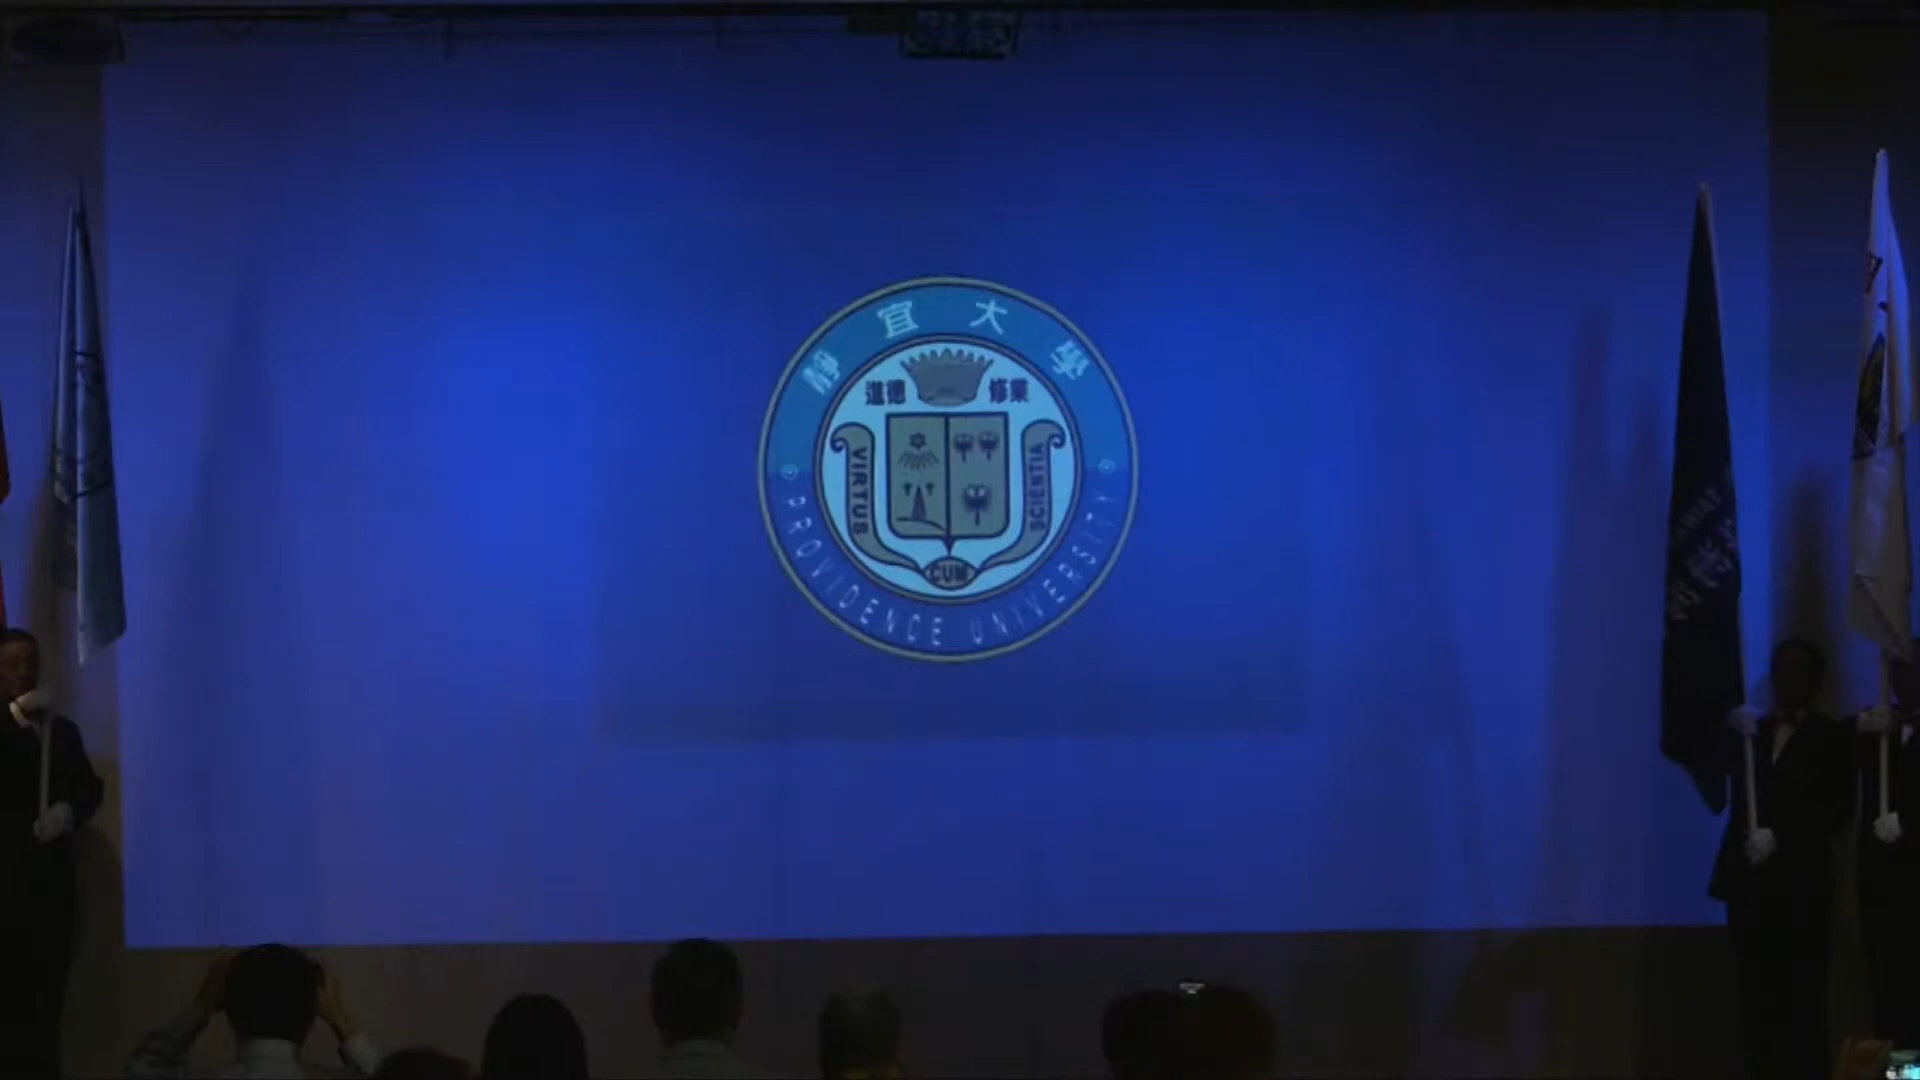 靜宜大學
進德 修業
VIRTUS
SCIENTIA
CUM
PROVIDENCE UNIVERSITY